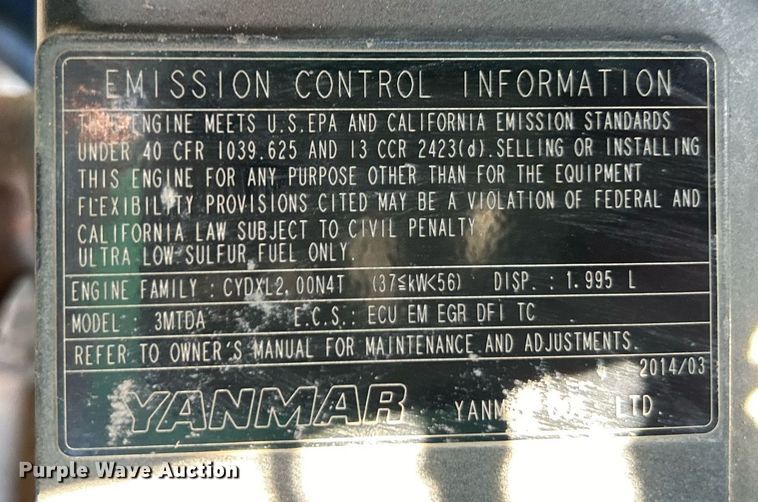 EMISSION CONTROL INFORMATION
ENGINE MEETS U.S.EPA AND CALIFORNIA EMISSION STANDARDS
UNDER 40 CFR 1039.625 AND 13 CCR 2423(d).SELLING OR INSTALLING
THIS ENGINE FOR ANY PURPOSE OTHER THAN FOR THE EQUIPMENT
FLEXIBILITY PROVISIONS CITED MAY BE A VIOLATION OF FEDERAL AND
CALIFORNIA LAW SUBJECT TO CIVIL PENALTY.
ULTRA LOW SULFUR FUEL ONLY.
ENGINE FAMILY : CYDXL2.00N4T (37≦kW<56) DISP. : 1.995 L
MODEL : 3MTDA E.C.S.: ECU EM EGR DFI TC
REFER TO OWNER'S MANUAL FOR MAINTENANCE AND ADJUSTMENTS.
2014/03
YANMAR LTD.
Purple Wave Auction